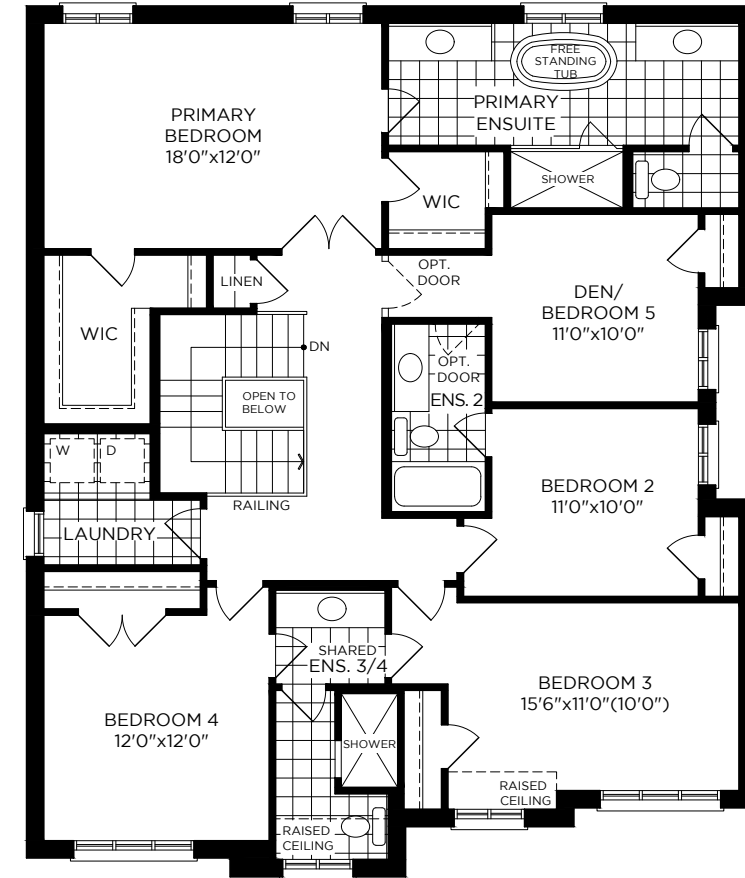 FREE
STANDING
TUB
PRIMARY
ENSUITE
PRIMARY
BEDROOM
18'0"x12'0"
SHOWER
WIC
OPT.
DOOR
LINEN
DEN/
BEDROOM 5
11'0"x10'0"
WIC
DN
OPT.
DOOR
ENS. 2
OPEN TO
BELOW
W D
BEDROOM 2
11'0"x10'0"
RAILING
LAUNDRY
SHARED
ENS. 3/4
BEDROOM 3
15'6"x11'0"(10'0")
BEDROOM 4
12'0"x12'0"
SHOWER
RAISED
CEILING
RAISED
CEILING